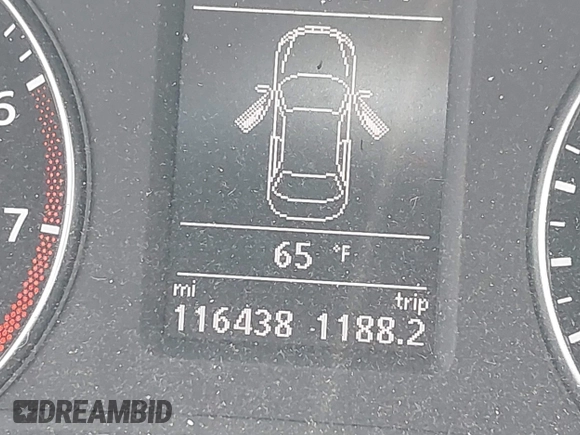 6
7
65 °F
mi trip
116438 1188.2
DREAMBID